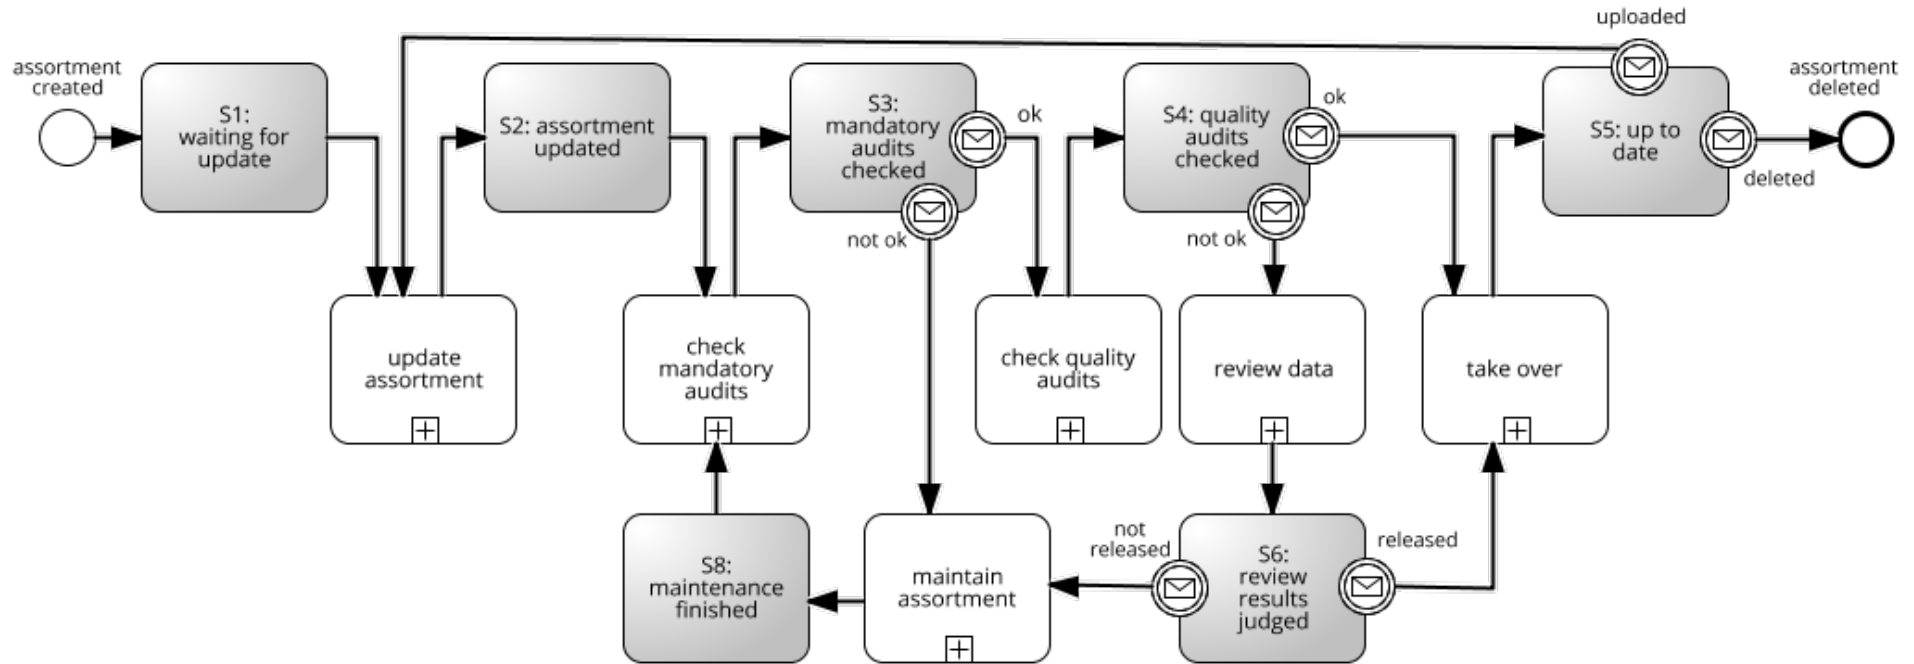 uploaded
assortment
created
assortment
deleted
S1:
waiting for
update
S2: assortment
updated
S3:
mandatory
audits
checked
ok
not ok
S4: quality
audits
checked
ok
not ok
S5: up to
date
deleted
update
assortment
check
mandatory
audits
check quality
audits
review data
take over
S8:
maintenance
finished
maintain
assortment
not
released
S6:
review
results
judged
released